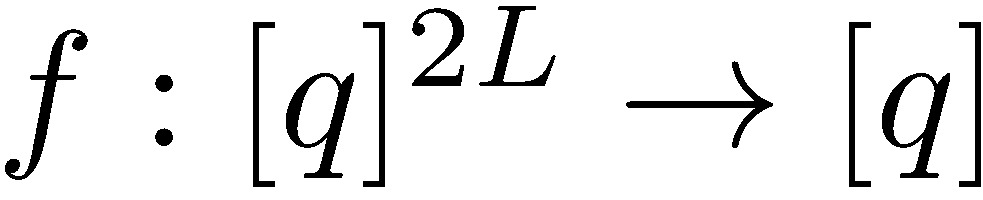 f : [q]^{2L} → [q]